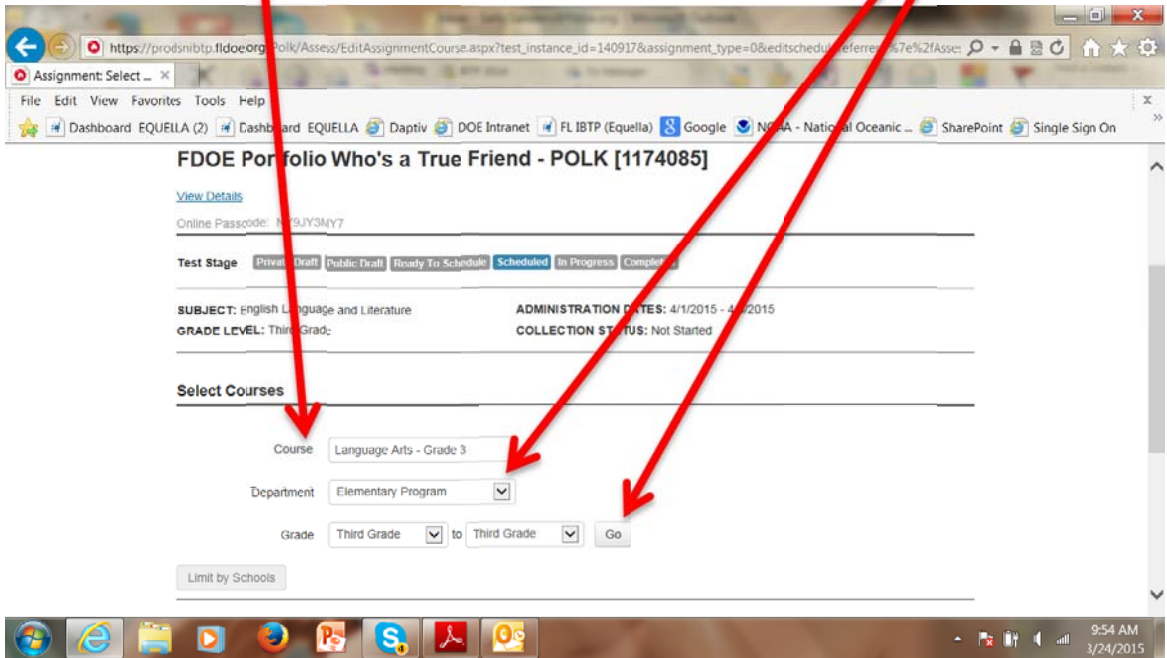 https://prodsnibtp.fldoe.org/Polk/Assess/EditAssignmentCourse.aspx?test_instance_id=140917&assignment_type=0&editschedul
Assignment: Select ...
File Edit View Favorites Tools Help
Dashboard EQUELLA (2) Dashboard EQUELLA Daptiv DOE Intranet FL IBTP (Equella) Google NOAA - National Oceanic ... SharePoint Single Sign On
FDOE Portfolio Who's a True Friend - POLK [1174085]
View Details
Online Passcode:
Test Stage Private Draft Public Draft Ready To Schedule Scheduled In Progress Completed
SUBJECT: English Language and Literature ADMINISTRATION DATES: 4/1/2015 -
GRADE LEVEL: Third Grade COLLECTION STATUS: Not Started
Select Courses
Course Language Arts - Grade 3
Department Elementary Program
Grade Third Grade to Third Grade Go
Limit by Schools
9:54 AM
3/24/2015